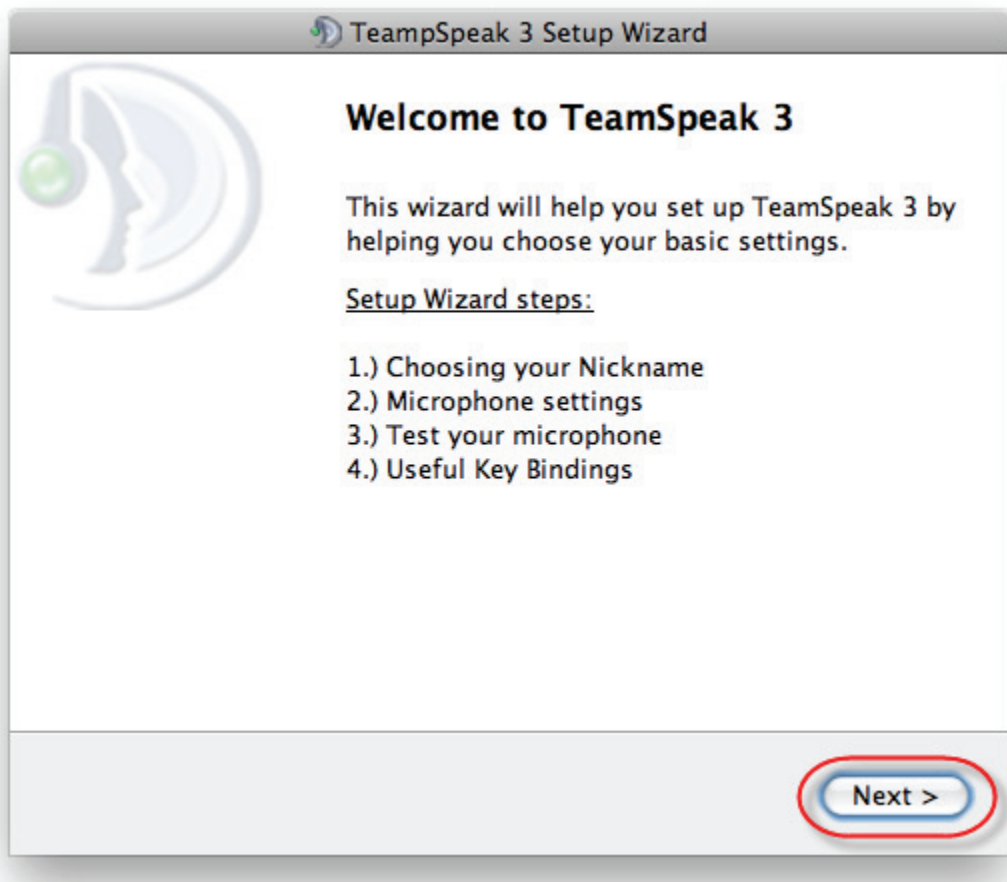 TeampSpeak 3 Setup Wizard
Welcome to TeamSpeak 3
This wizard will help you set up TeamSpeak 3 by
helping you choose your basic settings.
Setup Wizard steps:
1.) Choosing your Nickname
2.) Microphone settings
3.) Test your microphone
4.) Useful Key Bindings
Next >